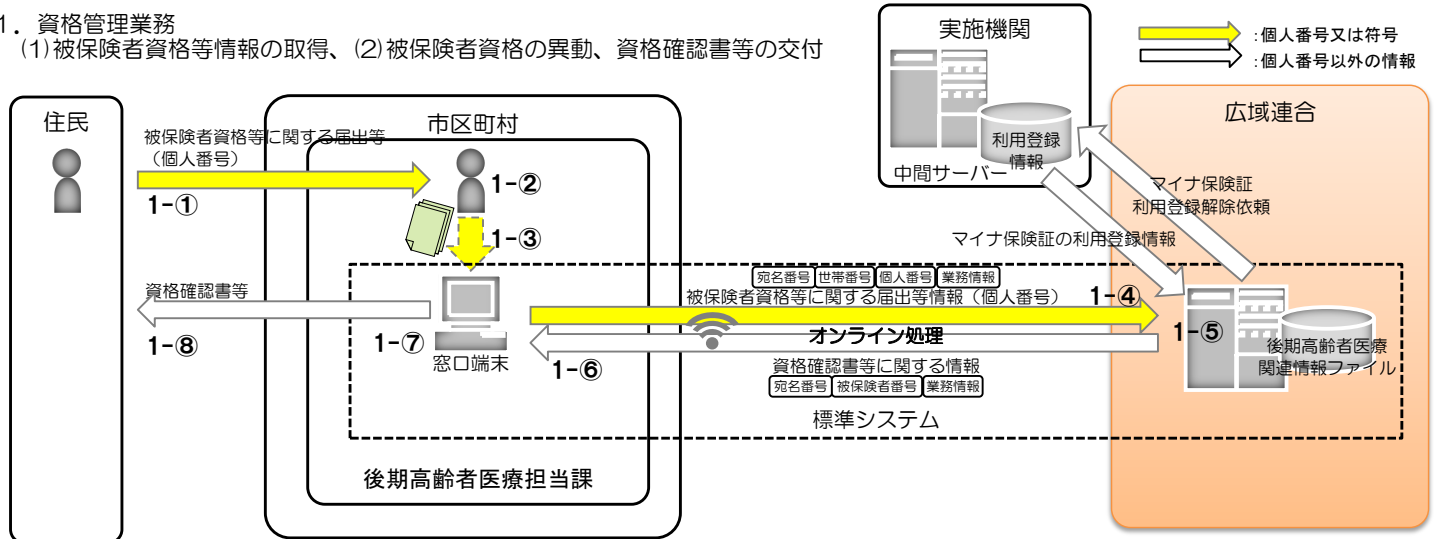 1．資格管理業務
(1)被保険者資格等情報の取得、(2)被保険者資格の異動、資格確認書等の交付
:個人番号又は符号
:個人番号以外の情報
実施機関
利用登録
情報
中間サーバー
広域連合
住民
市区町村
被保険者資格等に関する届出等
（個人番号）
1-①
1-②
1-③
マイナ保険証
利用登録解除依頼
マイナ保険証の利用登録情報
宛名番号 世帯番号 個人番号 業務情報
被保険者資格等に関する届出等情報（個人番号）
1-④
資格確認書等
1-⑧
1-⑦
窓口端末
オンライン処理
1-⑥
1-⑤
後期高齢者医療
関連情報ファイル
資格確認書等に関する情報
宛名番号 被保険者番号 業務情報
標準システム
後期高齢者医療担当課